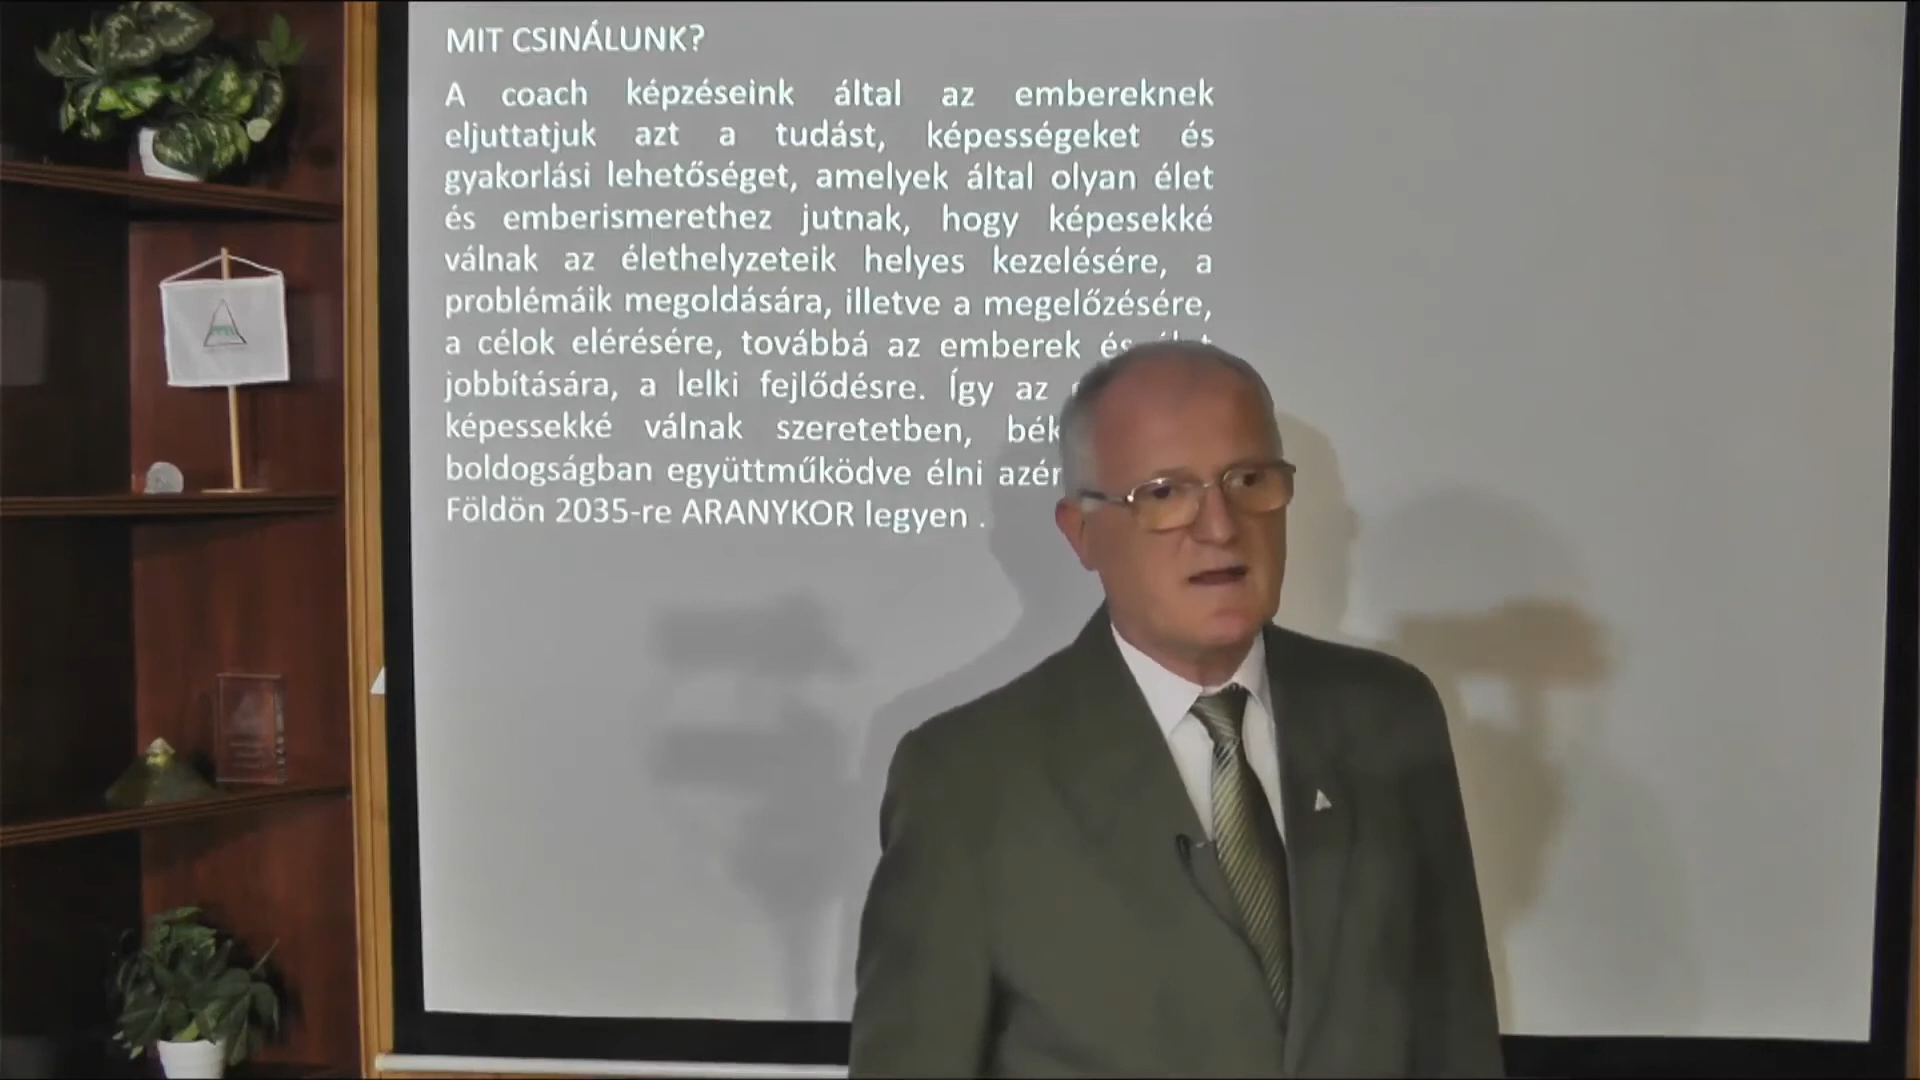 MIT CSINÁLUNK?
A coach képzéseink által az embereknek
eljuttatjuk azt a tudást, képességeket és
gyakorlási lehetőséget, amelyek által olyan élet
és emberismerethez jutnak, hogy képesekké
válnak az élethelyzeteik helyes kezelésére, a
problémáik megoldására, illetve a megelőzésére,
a célok elérésére, továbbá az emberek és
jobbítására, a lelki fejlődésre. Így az
képessekké válnak szeretetben,
boldogságban együttműködve élni
Földön 2035-re ARANYKOR legyen .